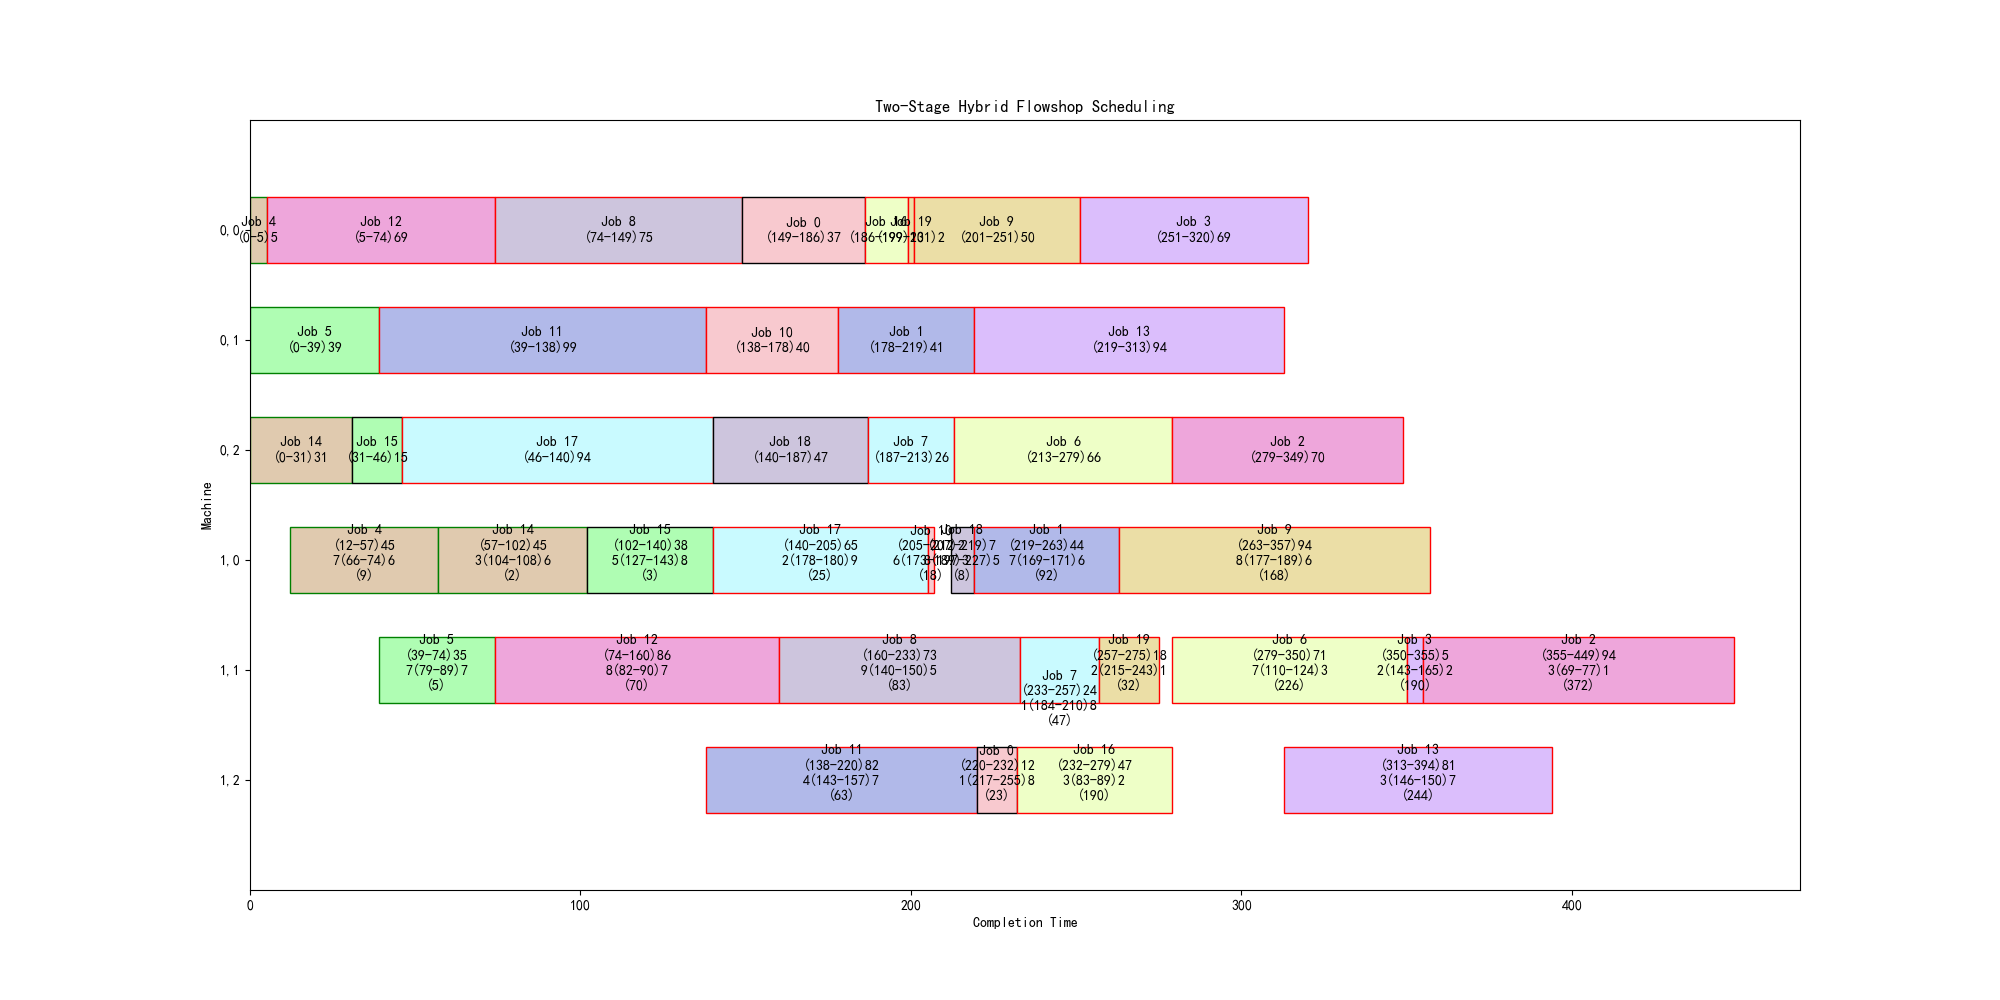 Two-Stage Hybrid Flowshop Scheduling
Machine
0,0
Job 4
(0-5)5
Job 12
(5-74)69
Job 8
(74-149)75
Job 0
(149-186)37
Job 16
Job 19
Job 9
(201-251)50
Job 3
(251-320)69
0,1
Job 5
(0-39)39
Job 11
(39-138)99
Job 10
(138-178)40
Job 1
(178-219)41
Job 13
(219-313)94
0,2
Job 14
(0-31)31
Job 15
(31-46)15
Job 17
(46-140)94
Job 18
(140-187)47
Job 7
(187-213)26
Job 6
(213-279)66
Job 2
(279-349)70
1,0
Job 4
(12-57)45
7(66-74)6
(9)
Job 14
(57-102)45
3(104-108)6
(2)
Job 15
(102-140)38
5(127-143)8
(3)
Job 17
(140-205)65
2(178-180)9
(25)
Job 10
(18)
Job 18
(212-219)7
(8)
Job 1
(219-263)44
7(169-171)6
(92)
Job 9
(263-357)94
8(177-189)6
(168)
1,1
Job 5
(39-74)35
7(79-89)7
(5)
Job 12
(74-160)86
8(82-90)7
(70)
Job 8
(160-233)73
9(140-150)5
(83)
Job 7
(233-257)24
1(184-210)8
(47)
Job 19
(257-275)18
2(215-243)1
(32)
Job 6
(279-350)71
7(110-124)3
(226)
Job 3
(350-355)5
2(143-165)2
(190)
Job 2
(355-449)94
3(69-77)1
(372)
1,2
Job 11
(138-220)82
4(143-157)7
(63)
Job 0
(220-232)12
1(217-255)8
(23)
Job 16
(232-279)47
3(83-89)2
(190)
Job 13
(313-394)81
3(146-150)7
(244)
0
100
200
300
400
Completion Time